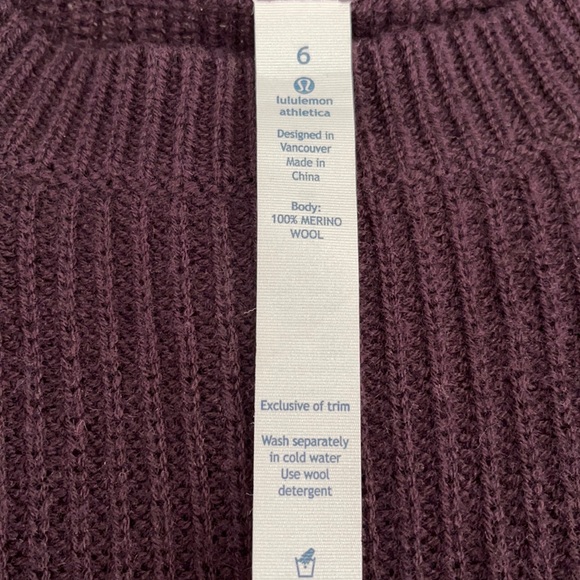 6
lululemon
athletica
Designed in
Vancouver
Made in
China
Body:
100% MERINO
WOOL
Exclusive of trim
Wash separately
in cold water
Use wool
detergent